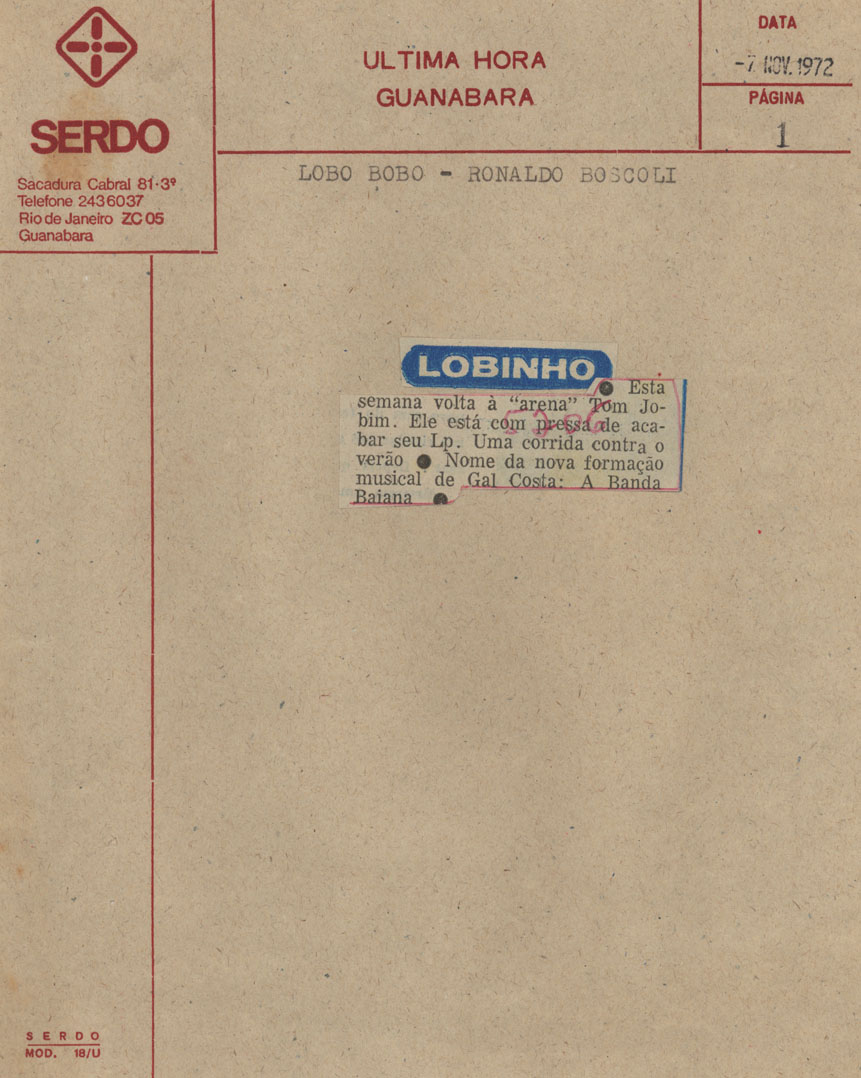 SERDO
Sacadura Cabral 81-3º
Telefone 2436037
Rio de Janeiro ZC 05
Guanabara
ULTIMA HORA
GUANABARA
DATA
-7 NOV. 1972
PÁGINA
1
LOBO BOBO - RONALDO BOSCOLI
LOBINHO
● Esta
semana volta à “arena” Tom Jo-
bim. Ele está com pressa de aca-
bar seu Lp. Uma corrida contra o
verão ● Nome da nova formação
musical de Gal Costa: A Banda
Baiana ●
SERDO
MOD. 18/U